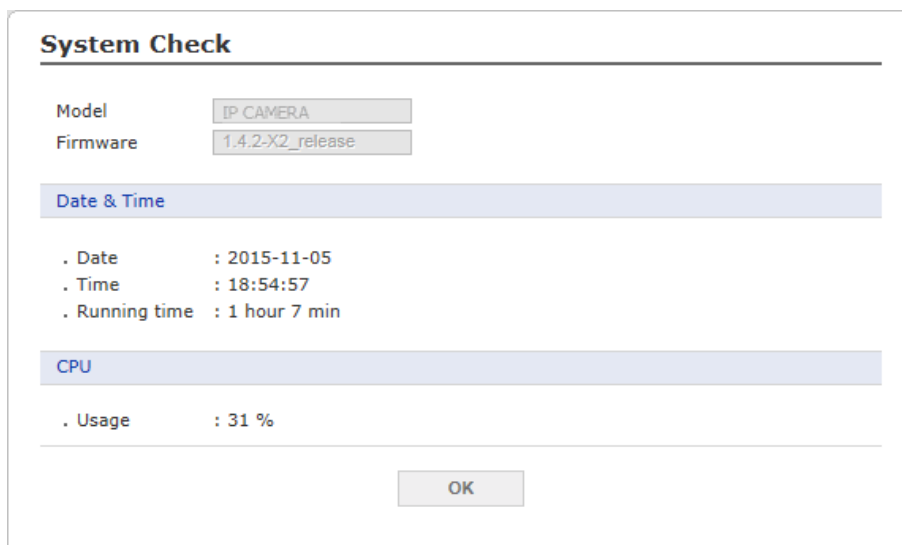 System Check
Model IP CAMERA
Firmware 1.4.2-X2_release
Date & Time
. Date : 2015-11-05
. Time : 18:54:57
. Running time : 1 hour 7 min
CPU
. Usage : 31 %
OK